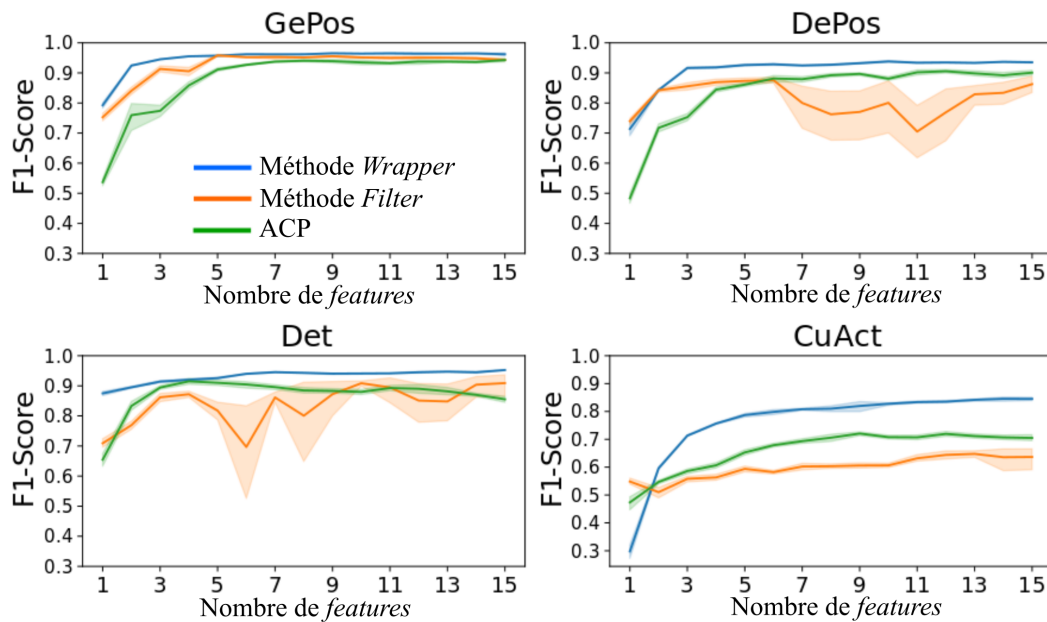 GePos
1.0
0.9
0.8
0.7
0.6
0.5
0.4
0.3
F1-Score
Méthode Wrapper
Méthode Filter
ACP
1 3 5 7 9 11 13 15
Nombre de features
DePos
1.0
0.9
0.8
0.7
0.6
0.5
0.4
0.3
F1-Score
1 3 5 7 9 11 13 15
Nombre de features
Det
1.0
0.9
0.8
0.7
0.6
0.5
0.4
0.3
F1-Score
1 3 5 7 9 11 13 15
Nombre de features
CuAct
1.0
0.9
0.8
0.7
0.6
0.5
0.4
0.3
F1-Score
1 3 5 7 9 11 13 15
Nombre de features